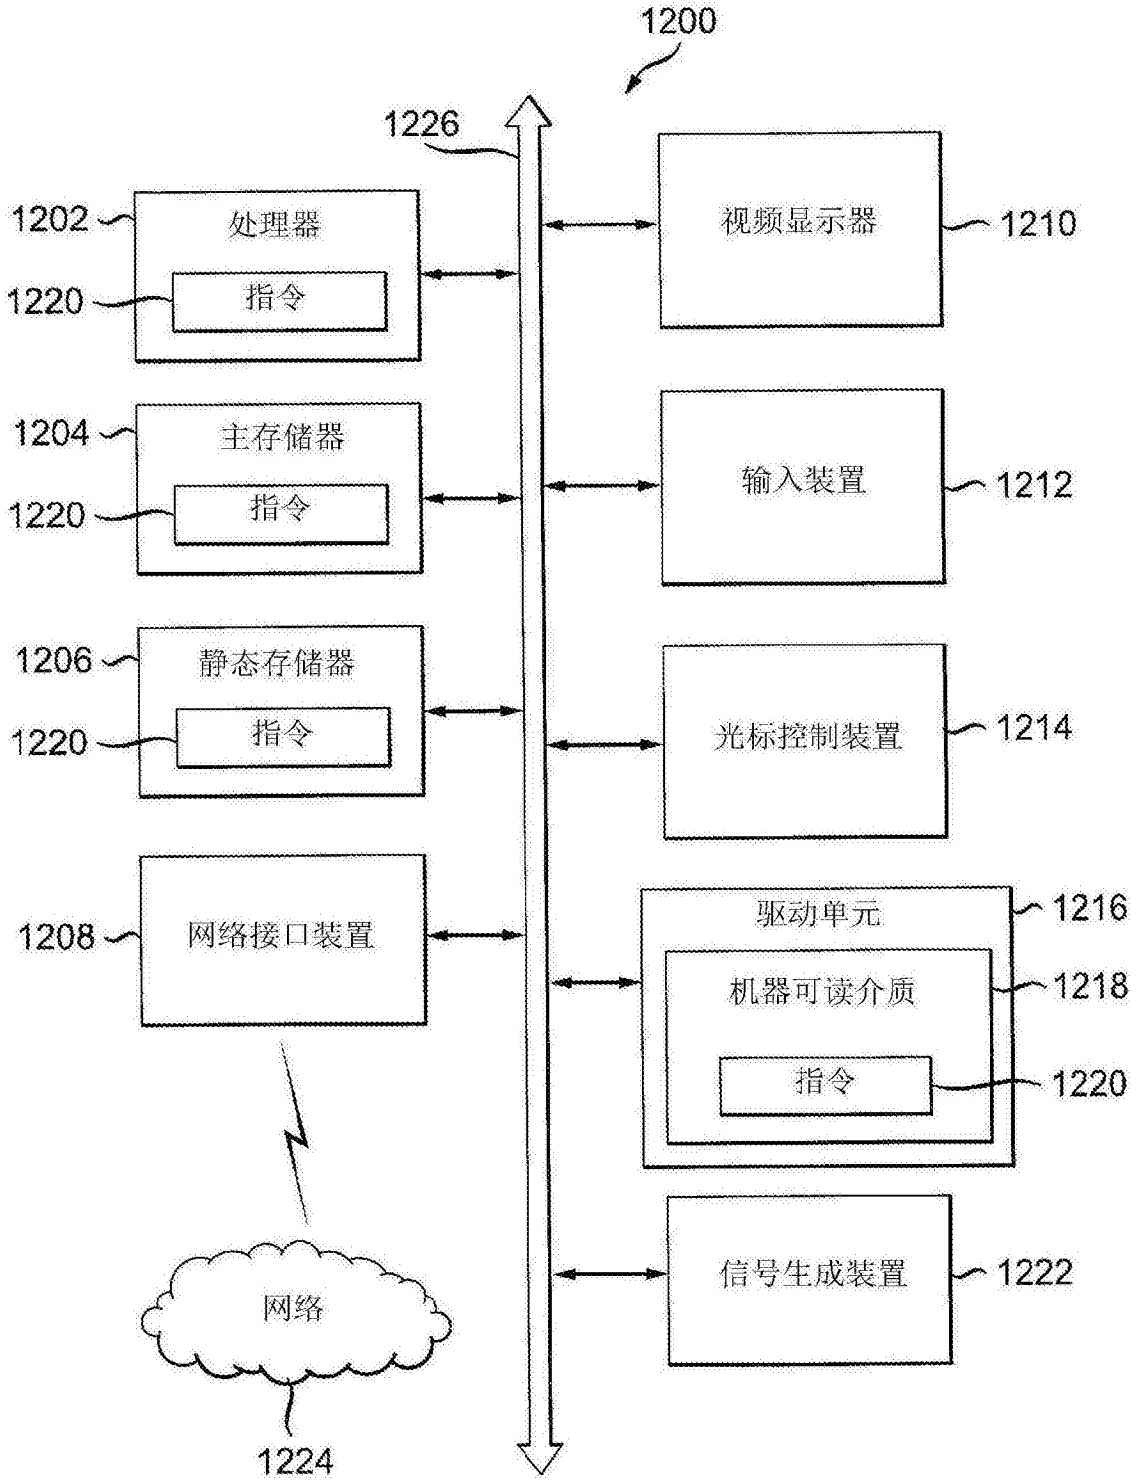 1200
1226
1202
处理器
1220
指令
1204
主存储器
1220
指令
1206
静态存储器
1220
指令
1208
网络接口装置
网络
1224
视频显示器
1210
输入装置
1212
光标控制装置
1214
驱动单元
1216
机器可读介质
1218
指令
1220
信号生成装置
1222